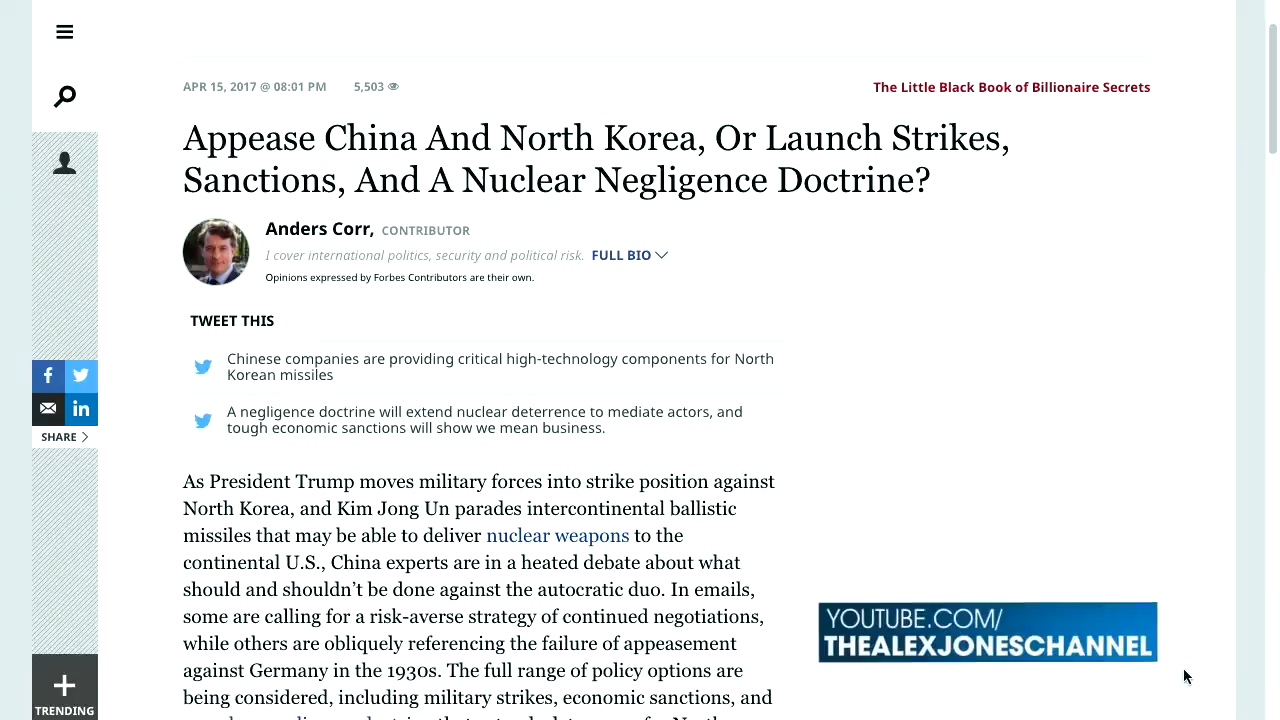 APR 15, 2017 @ 08:01 PM 5,503
The Little Black Book of Billionaire Secrets
Appease China And North Korea, Or Launch Strikes,
Sanctions, And A Nuclear Negligence Doctrine?
Anders Corr, CONTRIBUTOR
I cover international politics, security and political risk. FULL BIO
Opinions expressed by Forbes Contributors are their own.
TWEET THIS
Chinese companies are providing critical high-technology components for North
Korean missiles
A negligence doctrine will extend nuclear deterrence to mediate actors, and
tough economic sanctions will show we mean business.
SHARE
As President Trump moves military forces into strike position against
North Korea, and Kim Jong Un parades intercontinental ballistic
missiles that may be able to deliver nuclear weapons to the
continental U.S., China experts are in a heated debate about what
should and shouldn't be done against the autocratic duo. In emails,
some are calling for a risk-averse strategy of continued negotiations,
while others are obliquely referencing the failure of appeasement
against Germany in the 1930s. The full range of policy options are
being considered, including military strikes, economic sanctions, and
YOUTUBE.COM/
THEALEXJONESCHANNEL
TRENDING